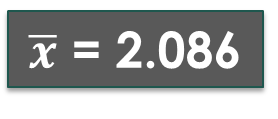 x̅ = 2.086